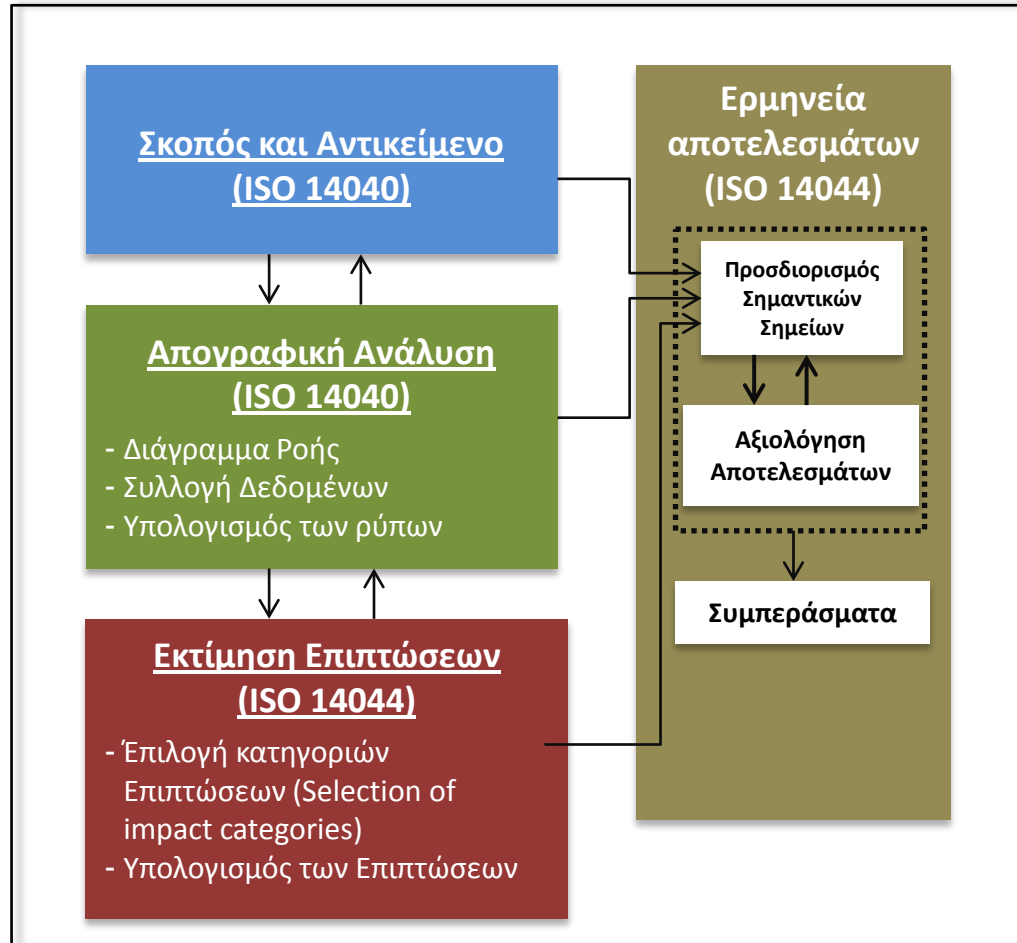 Σκοπός και Αντικείμενο
(ISO 14040)
Απογραφική Ανάλυση
(ISO 14040)
- Διάγραμμα Ροής
- Συλλογή Δεδομένων
- Υπολογισμός των ρύπων
Εκτίμηση Επιπτώσεων
(ISO 14044)
- Έπιλογή κατηγοριών
Επιπτώσεων (Selection of
impact categories)
- Υπολογισμός των Επιπτώσεων
Ερμηνεία
αποτελεσμάτων
(ISO 14044)
Προσδιορισμός
Σημαντικών
Σημείων
Αξιολόγηση
Αποτελεσμάτων
Συμπεράσματα